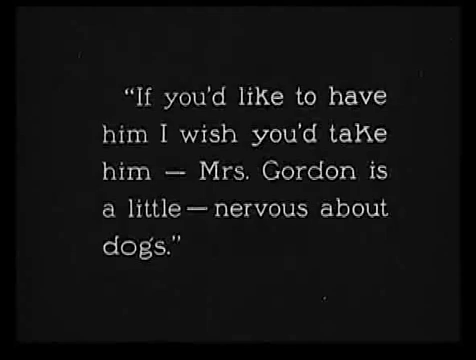 “If you'd like to have
him I wish you'd take
him — Mrs. Gordon is
a little — nervous about
dogs.”